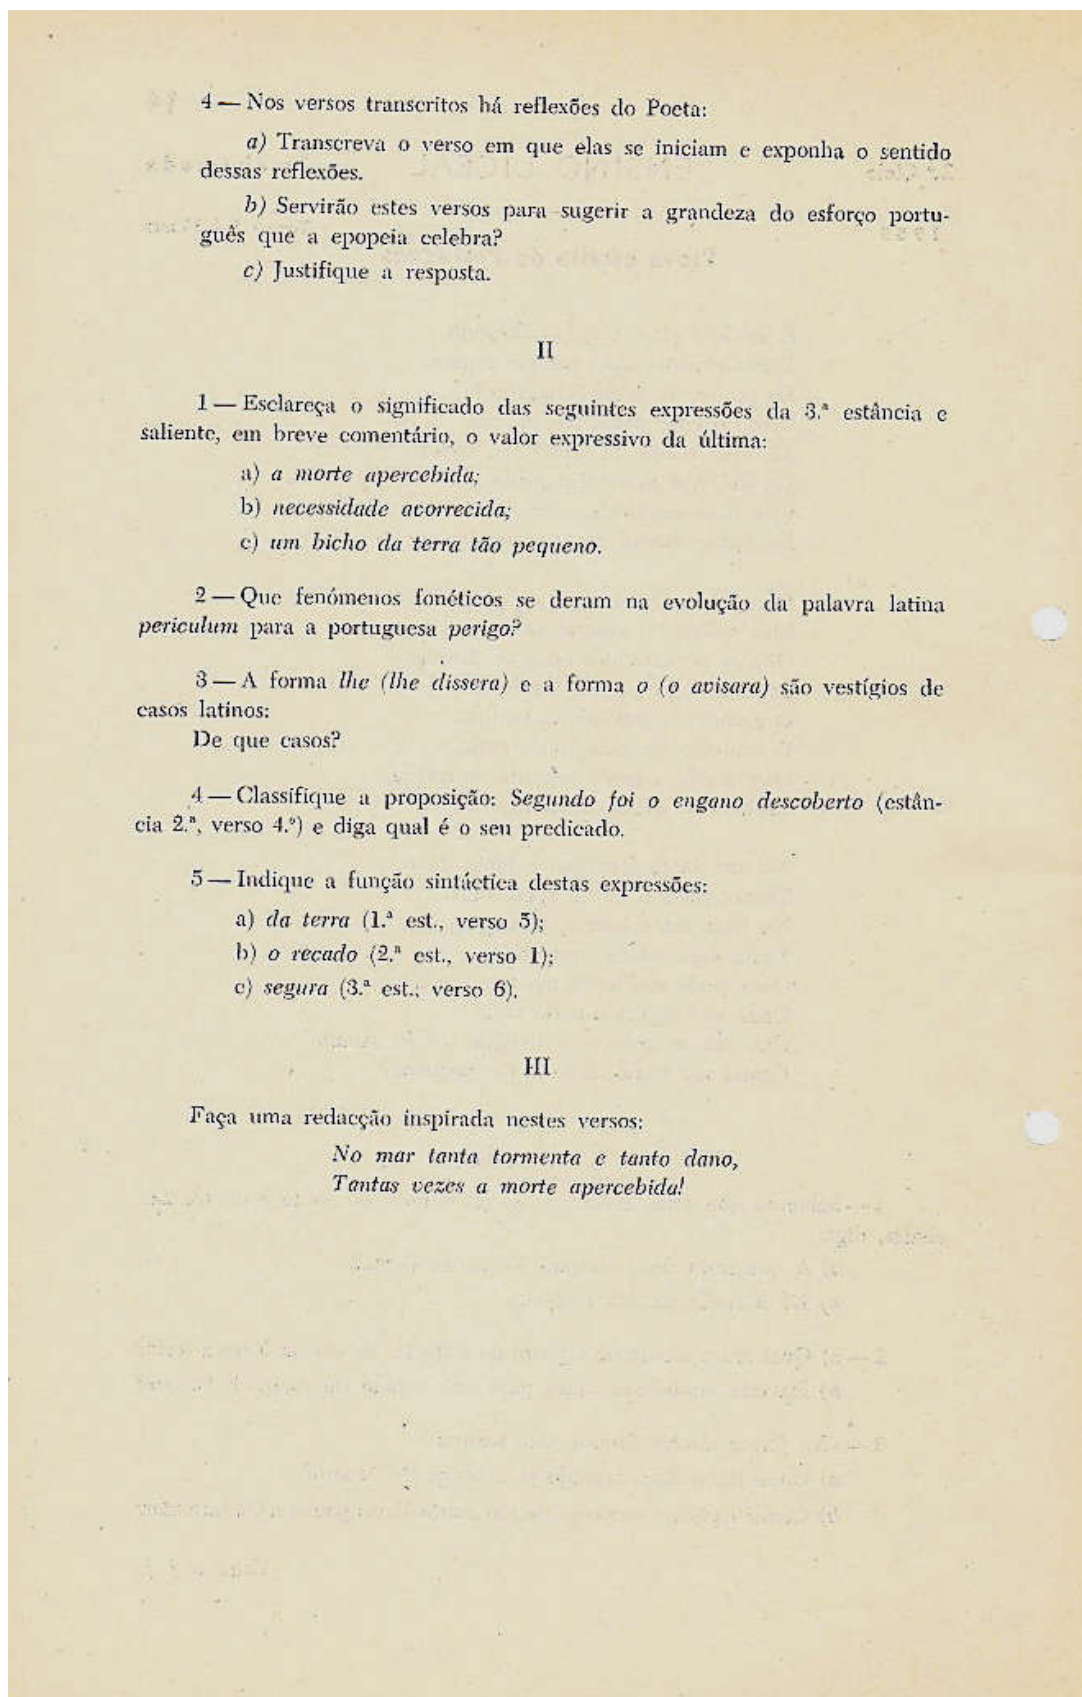 4 — Nos versos transcritos há reflexões do Poeta:
a) Transcreva o verso em que elas se iniciam e exponha o sentido
dessas reflexões.
b) Servirão estes versos para sugerir a grandeza do esforço portu-
guês que a epopeia celebra?
c) Justifique a resposta.
II
1 — Esclareça o significado das seguintes expressões da 3.ª estância e
saliente, em breve comentário, o valor expressivo da última:
a) a morte apercebida;
b) necessidade avorrecida;
c) um bicho da terra tão pequeno.
2 — Que fenómenos fonéticos se deram na evolução da palavra latina
periculum para a portuguesa perigo?
3 — A forma lhe (lhe dissera) e a forma o (o avisara) são vestígios de
casos latinos:
De que casos?
4 — Classifique a proposição: Segundo foi o engano descoberto (estân-
cia 2.ª, verso 4.º) e diga qual é o seu predicado.
5 — Indique a função sintáctica destas expressões:
a) da terra (1.ª est., verso 5);
b) o recado (2.ª est., verso 1);
c) segura (3.ª est.; verso 6).
III
Faça uma redacção inspirada nestes versos:
No mar tanta tormenta e tanto dano,
Tantas vezes a morte apercebida!